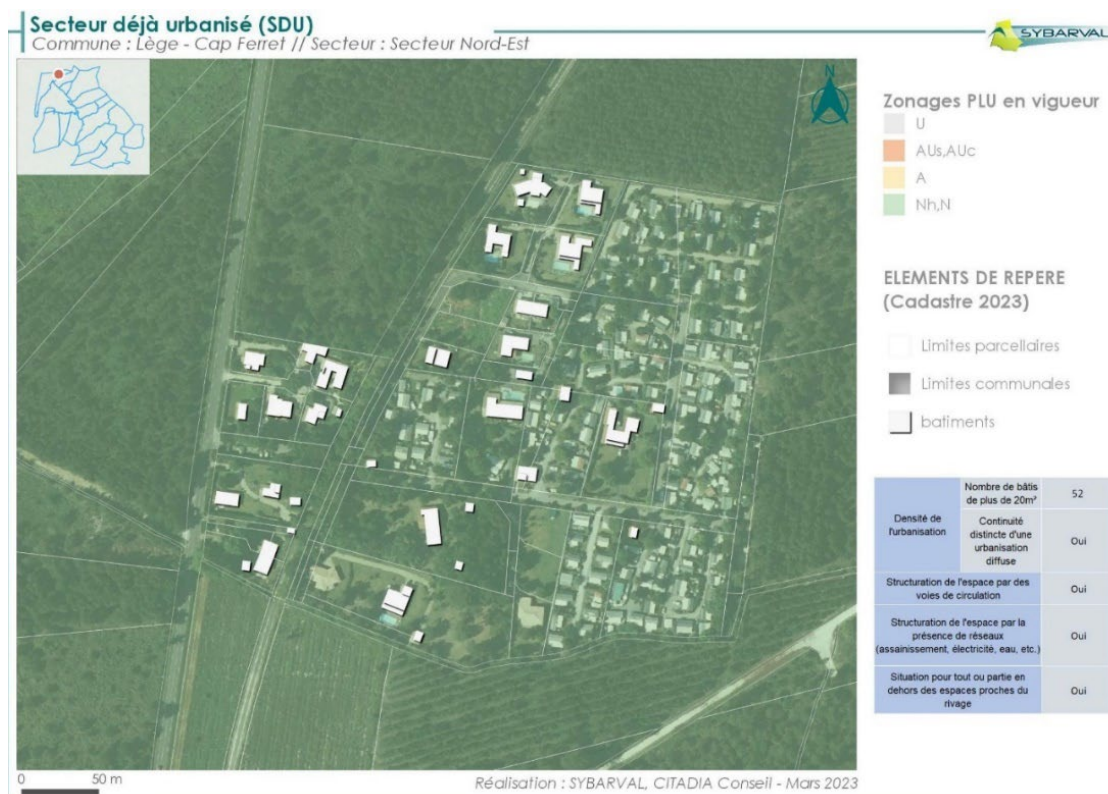 Secteur déjà urbanisé (SDU)
Commune : Lège - Cap Ferret // Secteur : Secteur Nord-Est
SYBARVAL
N
Zonages PLU en vigueur
U
AUs,AUc
A
Nh,N
ELEMENTS DE REPERE
(Cadastre 2023)
Limites parcellaires
Limites communales
batiments
Densité de
l'urbanisation
Nombre de bâtis
de plus de 20m²
52
Continuité
distincte d'une
urbanisation
diffuse
Oui
Structuration de l'espace par des
voies de circulation
Oui
Structuration de l'espace par la
présence de réseaux
(assainissement, électricité, eau, etc.)
Oui
Situation pour tout ou partie en
dehors des espaces proches du
rivage
Oui
0 50 m
Réalisation : SYBARVAL, CITADIA Conseil - Mars 2023